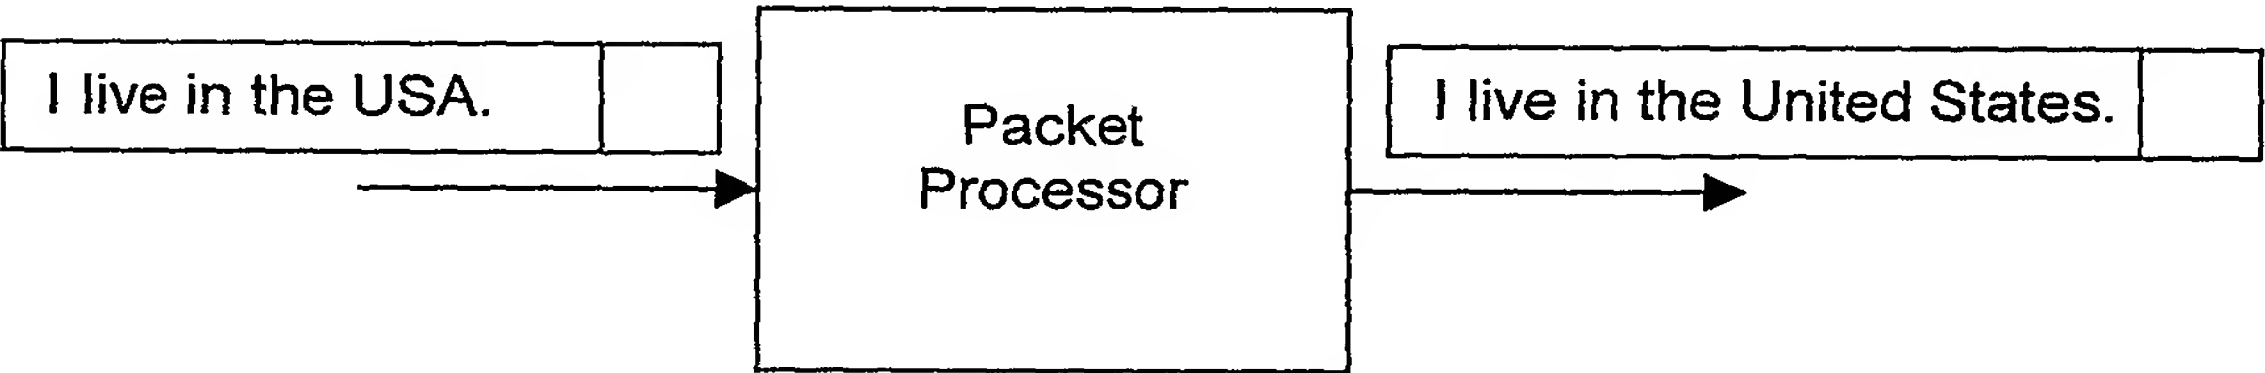 I live in the USA.
Packet
Processor
I live in the United States.